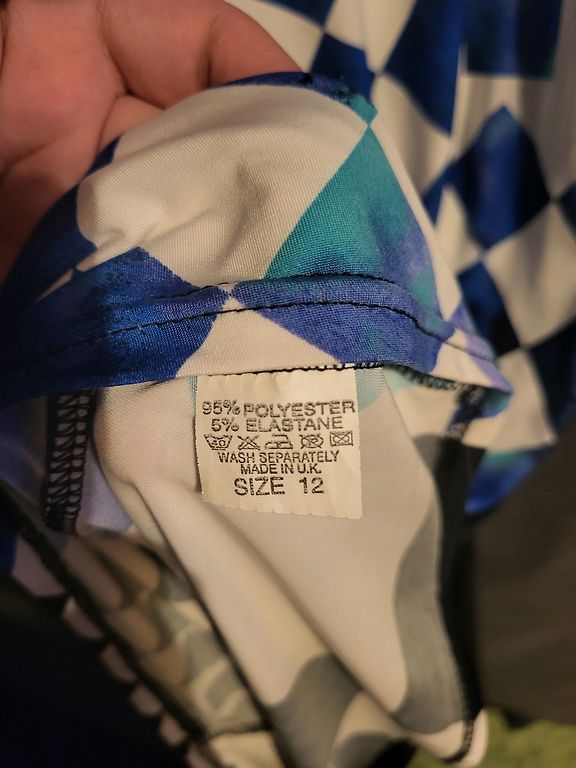 95% POLYESTER
5% ELASTANE
WASH SEPARATELY
MADE IN U.K.
SIZE 12